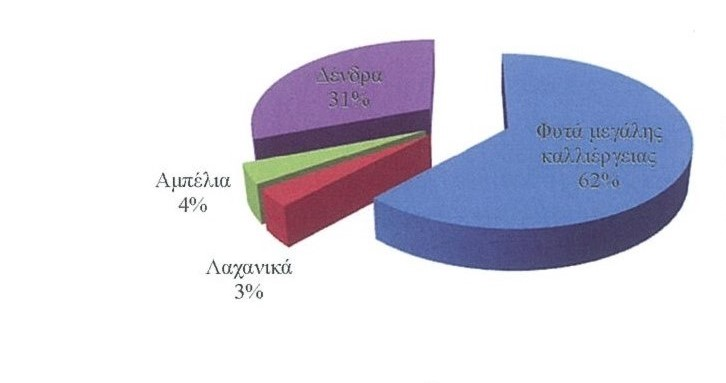 Δένδρα
31%
Φυτά μεγάλης
καλλιέργειας
62%
Αμπέλια
4%
Λαχανικά
3%